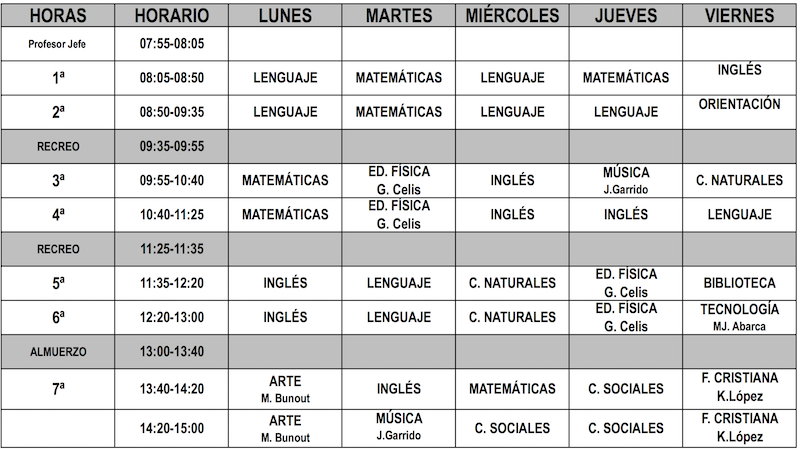 HORAS HORARIO LUNES MARTES MIÉRCOLES JUEVES VIERNES
Profesor Jefe 07:55-08:05
1ª 08:05-08:50 LENGUAJE MATEMÁTICAS LENGUAJE MATEMÁTICAS INGLÉS
2ª 08:50-09:35 LENGUAJE MATEMÁTICAS LENGUAJE LENGUAJE ORIENTACIÓN
RECREO 09:35-09:55
3ª 09:55-10:40 MATEMÁTICAS ED. FÍSICA G. Celis INGLÉS MÚSICA J.Garrido C. NATURALES
4ª 10:40-11:25 MATEMÁTICAS ED. FÍSICA G. Celis INGLÉS INGLÉS LENGUAJE
RECREO 11:25-11:35
5ª 11:35-12:20 INGLÉS LENGUAJE C. NATURALES ED. FÍSICA G. Celis BIBLIOTECA
6ª 12:20-13:00 INGLÉS LENGUAJE C. NATURALES ED. FÍSICA G. Celis TECNOLOGÍA MJ. Abarca
ALMUERZO 13:00-13:40
7ª 13:40-14:20 ARTE M. Bunout INGLÉS MATEMÁTICAS C. SOCIALES F. CRISTIANA K.López
14:20-15:00 ARTE M. Bunout MÚSICA J.Garrido C. SOCIALES C. SOCIALES F. CRISTIANA K.López